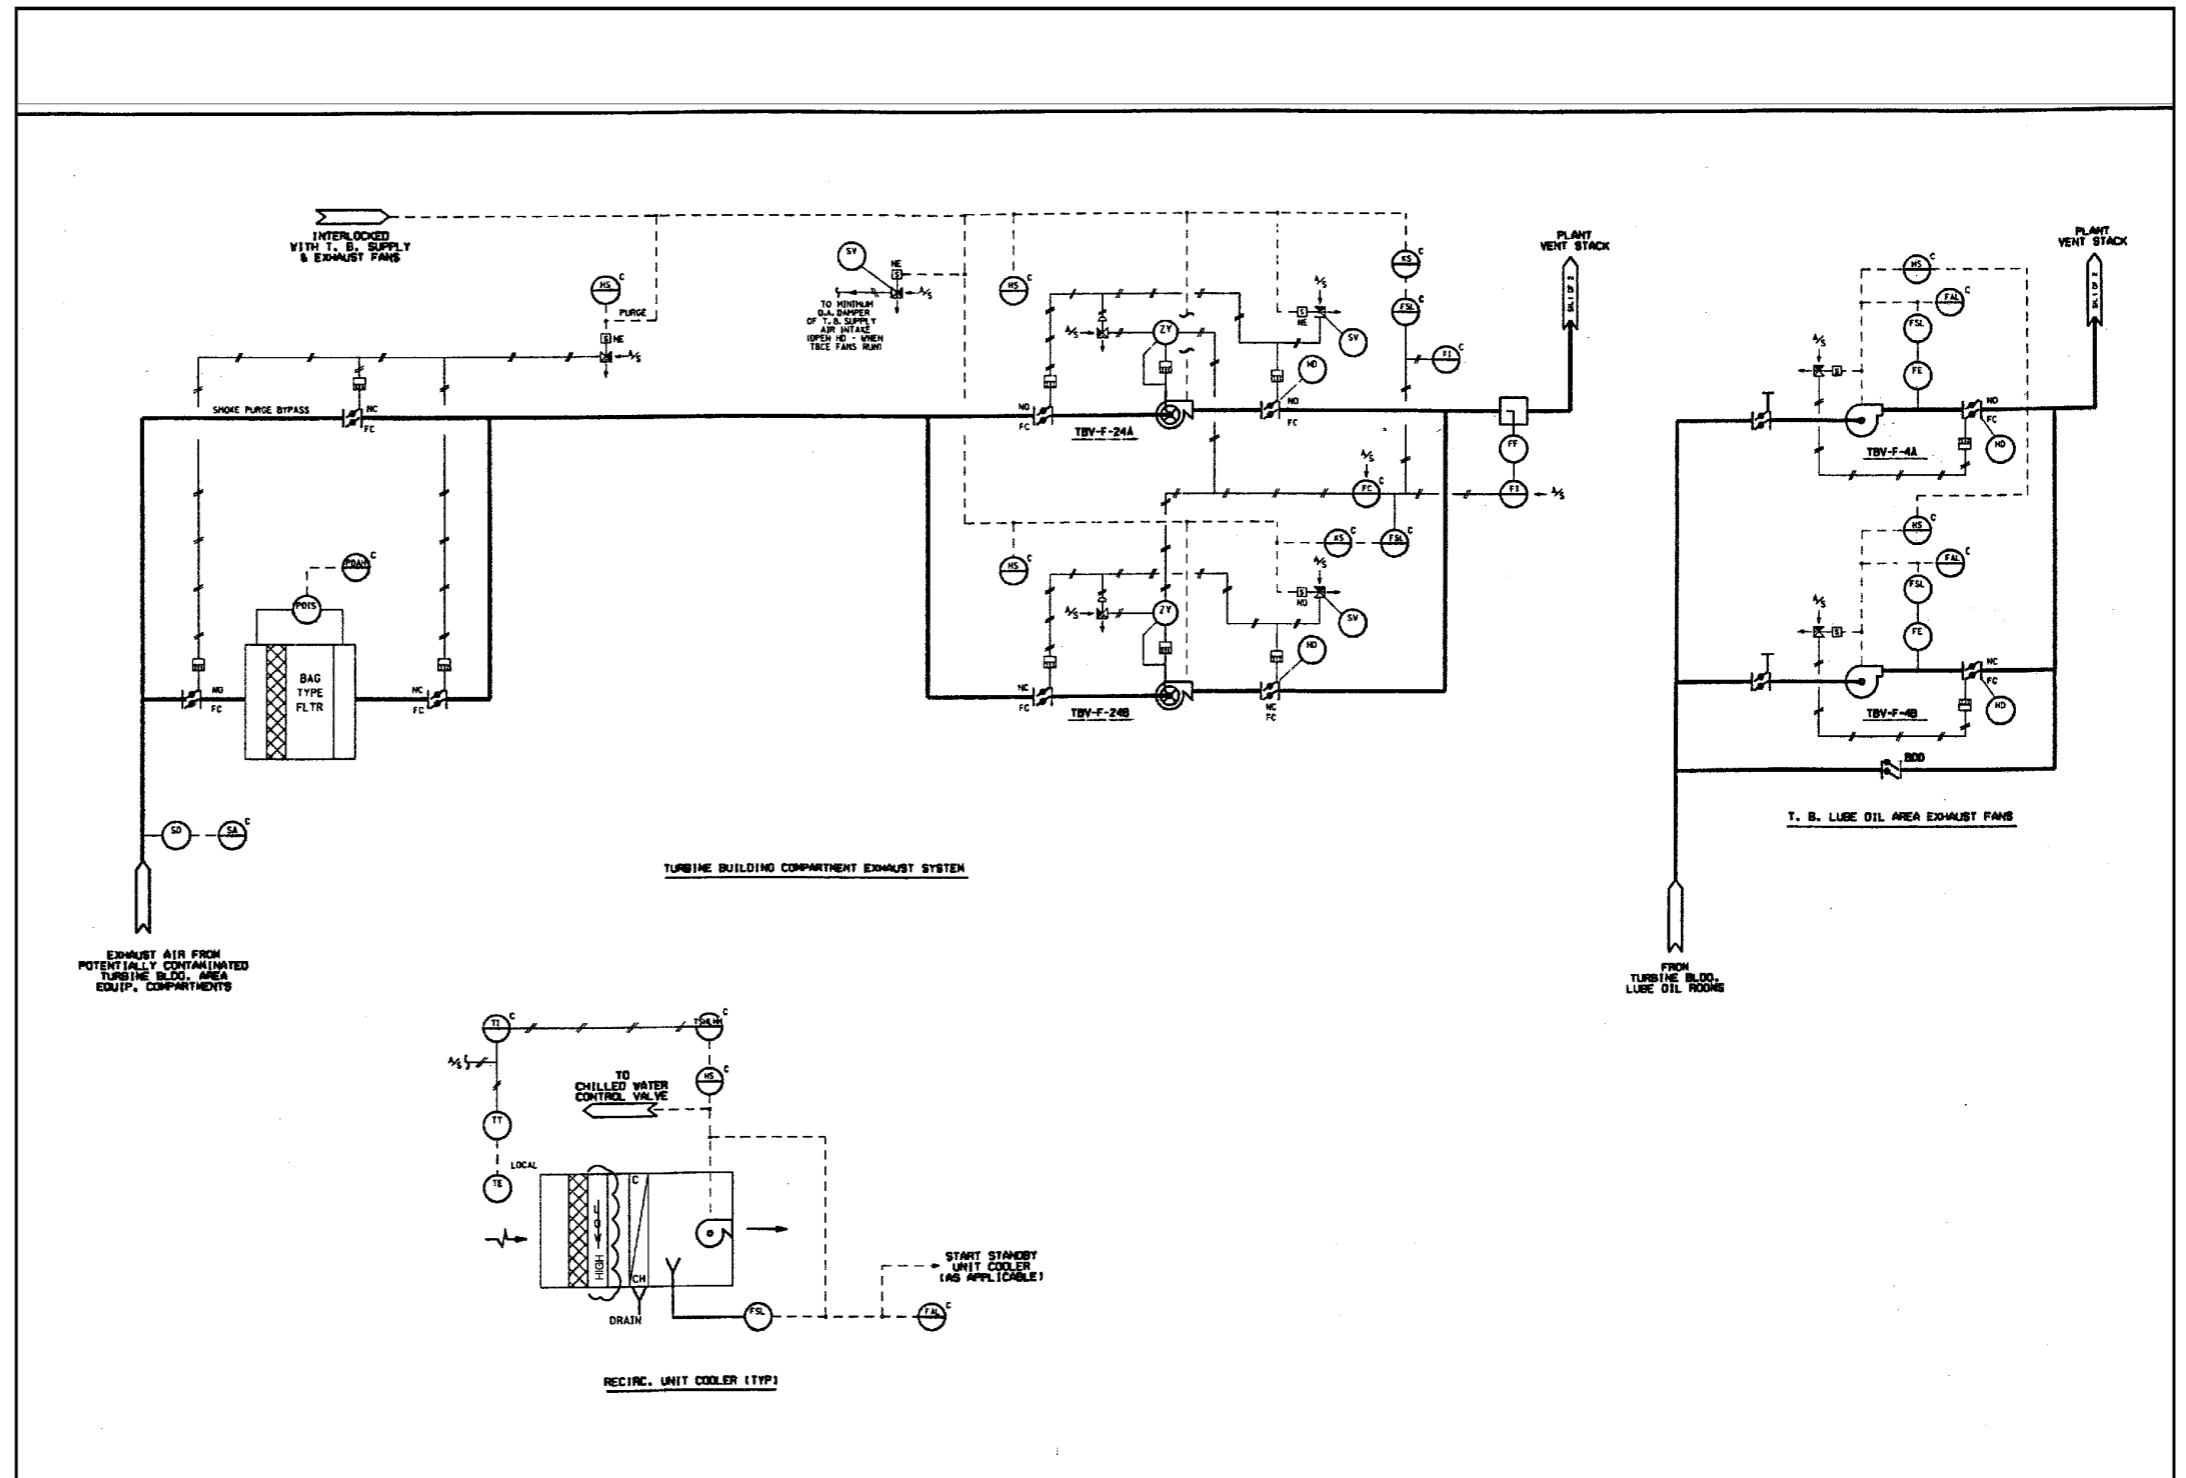 INTERLOCKED
WITH T. B. SUPPLY
& EXHAUST FANS
HS
C
PURGE
S
NE
A/S
SMOKE PURGE BYPASS
NC
FC
SV
NE
S
A/S
TO MINIMUM
O.A. DAMPER
OF T.B. SUPPLY
AIR INTAKE
(OPEN
WHEN
TBCE FANS RUN)
HS
C
A/S
ZY
A/S
S
NE
SV
KS
C
FSL
C
FI
C
NO
FC
TBV-F-24A
NO
FC
PLANT
VENT STACK
FI
A/S
A/S
FC
C
HS
C
KS
C
FSL
C
A/S
ZY
A/S
S
SV
NC
FC
TBV-F-24B
NC
FC
PDAH
C
PDIS
BAG
TYPE
FLTR
NO
FC
NC
FC
SD
SA
C
EXHAUST AIR FROM
POTENTIALLY CONTAMINATED
TURBINE BLDG. AREA
EQUIP. COMPARTMENTS
TURBINE BUILDING COMPARTMENT EXHAUST SYSTEM
PLANT
VENT STACK
HS
C
FAL
C
FSL
FE
A/S
S
NO
FC
TBV-F-4A
HS
C
FAL
C
FSL
FE
A/S
S
NC
FC
TBV-F-4B
BDD
T. B. LUBE OIL AREA EXHAUST FANS
FROM
TURBINE BLDG.
LUBE OIL ROOMS
TI
C
C
A/S
TO
CHILLED WATER
CONTROL VALVE
HS
C
TT
TE
LOCAL
LOW
HIGH
C
CH
DRAIN
FSL
FAL
C
START STANDBY
UNIT COOLER
(AS APPLICABLE)
RECIRC. UNIT COOLER (TYP)